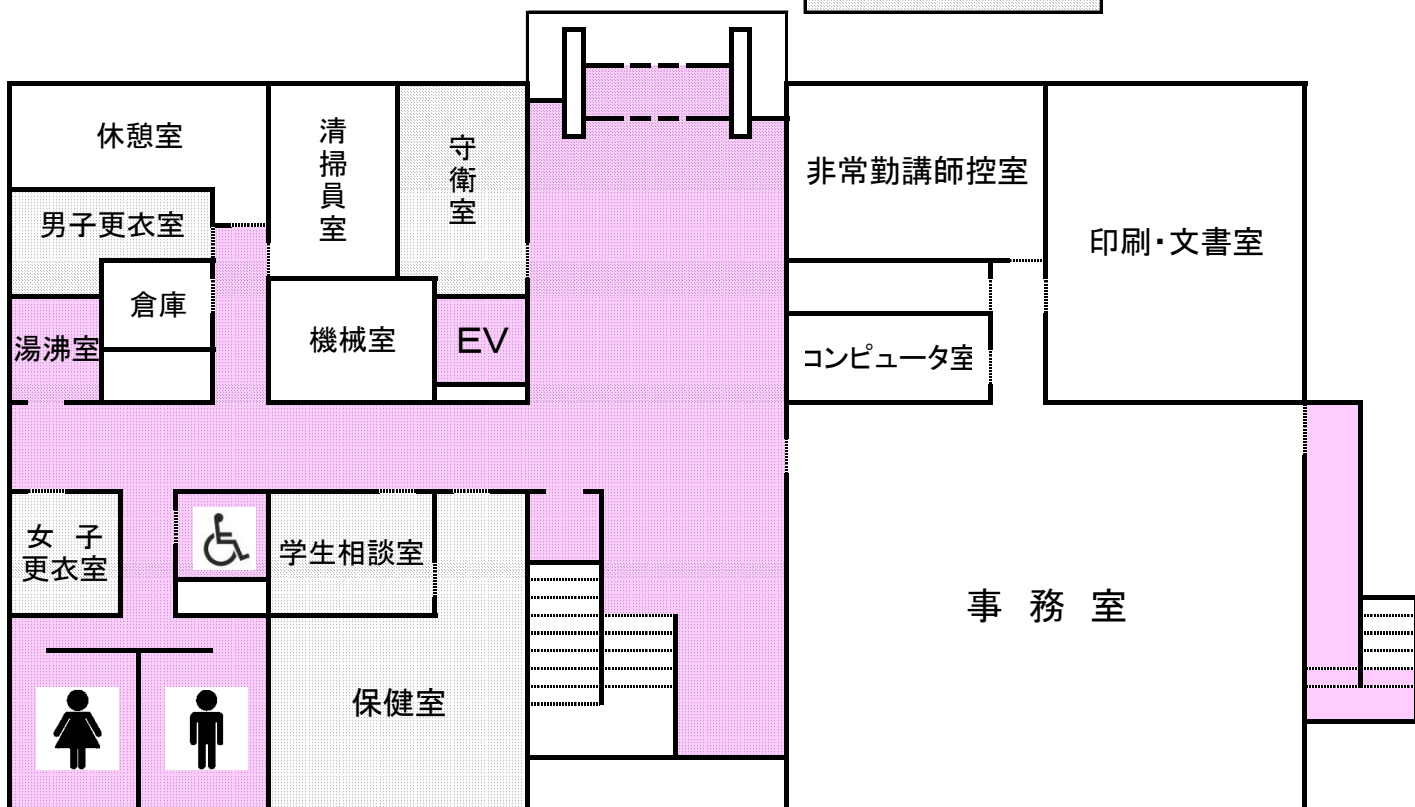 休憩室
清掃員室
守衛室
非常勤講師控室
男子更衣室
印刷・文書室
倉庫
湯沸室
機械室
EV
コンピュータ室
女 子
更衣室
学生相談室
事 務 室
保健室